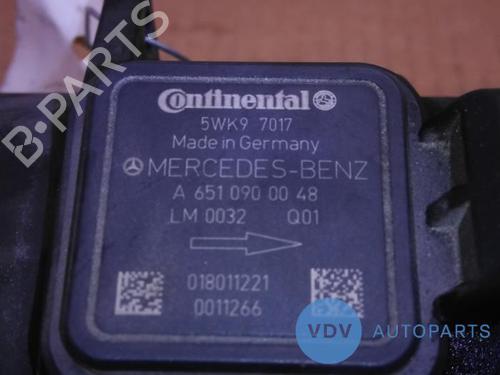 Continental
5WK9 7017
Made in Germany
MERCEDES-BENZ
A 651 090 00 48
LM 0032 Q01
018011221
0011266
B-PARTS
VDV AUTOPARTS